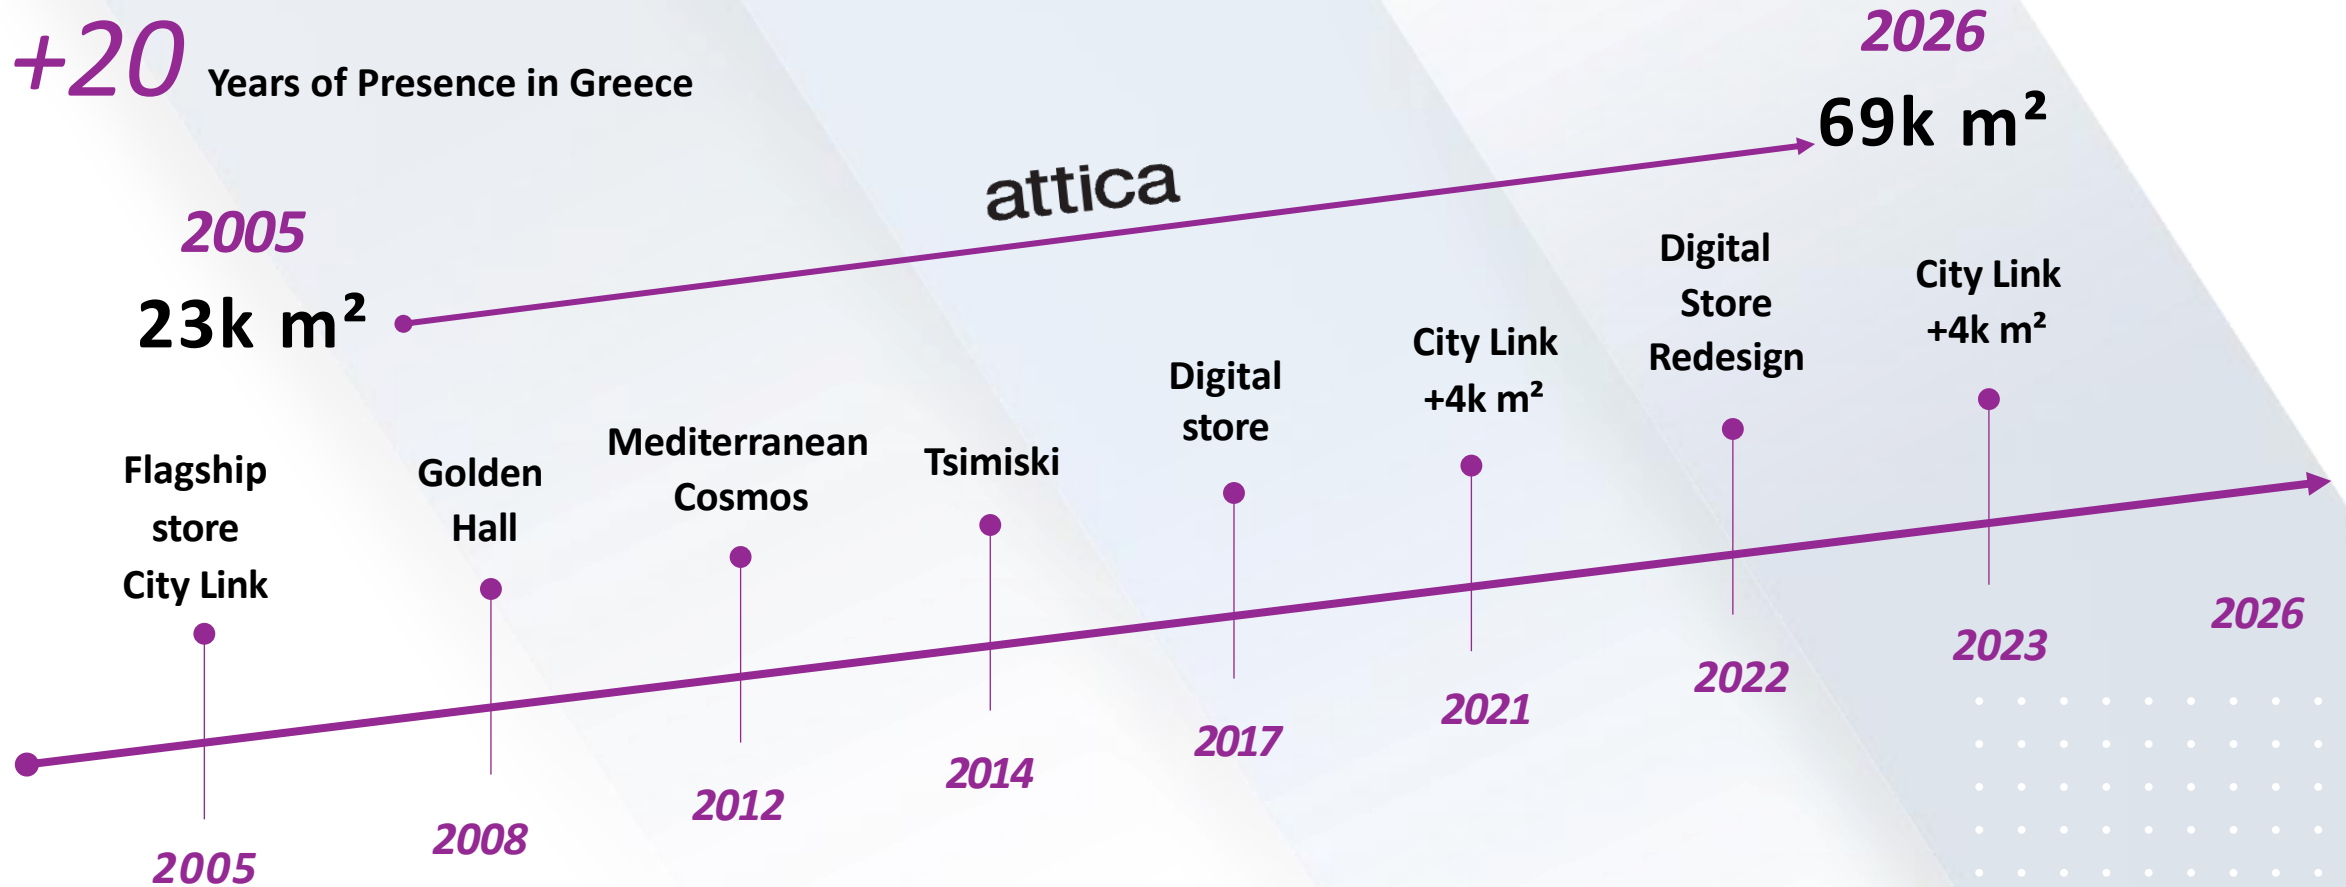 +20 Years of Presence in Greece
2026
69k m²
attica
2005
23k m²
Flagship
store
City Link
2005
Golden
Hall
2008
Mediterranean
Cosmos
2012
Tsimiski
2014
Digital
store
2017
City Link
+4k m²
2021
Digital
Store
Redesign
2022
City Link
+4k m²
2023
2026